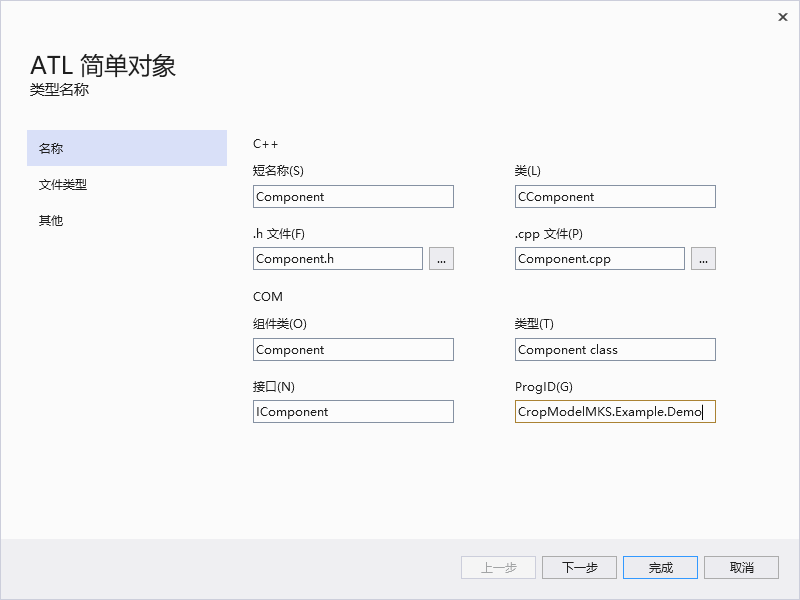 ATL 简单对象
类型名称
名称
文件类型
其他
C++
短名称(S)
类(L)
Component
CComponent
.h 文件(F)
.cpp 文件(P)
Component.h
...
Component.cpp
...
COM
组件类(O)
类型(T)
Component
Component class
接口(N)
ProgID(G)
IComponent
CropModelMKS.Example.Demo
上一步
下一步
完成
取消